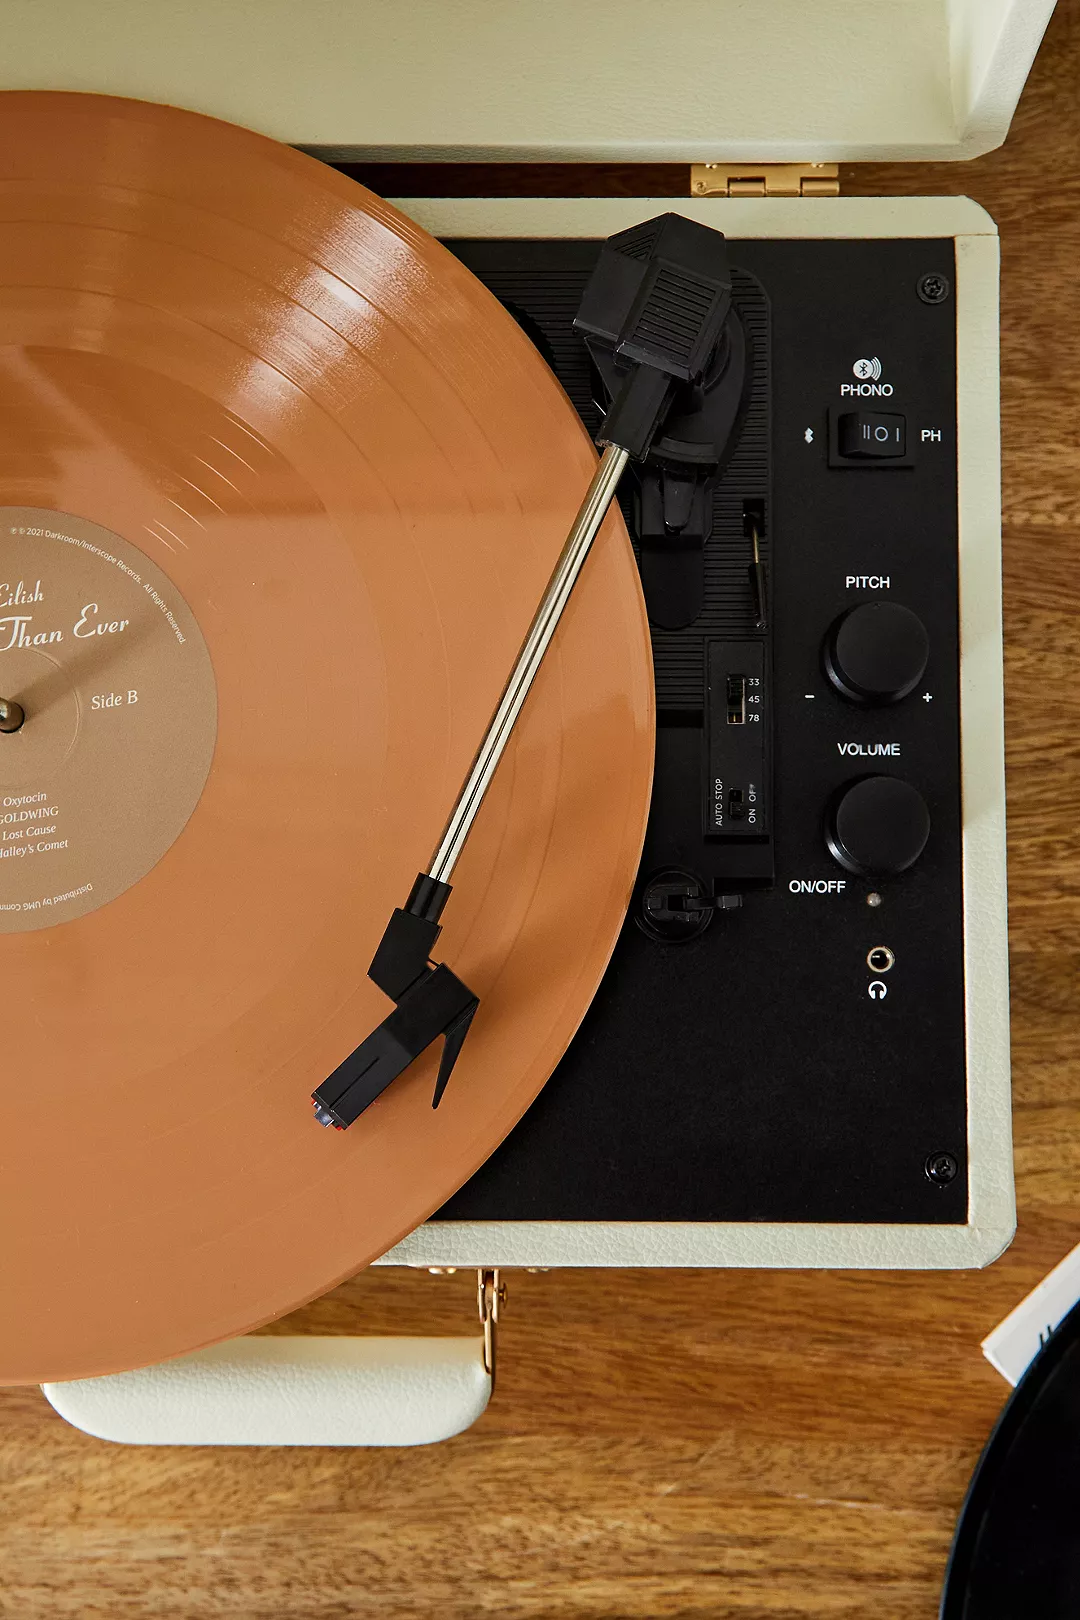 ℗ © 2021 Darkroom/Interscope Records. All Rights Reserved.
Eilish
Than Ever
Side B
Oxytocin
GOLDWING
Lost Cause
Halley's Comet
Distributed by UMG Comm
PHONO
PH
PITCH
- +
33
45
78
VOLUME
AUTO STOP
ON OFF
ON/OFF